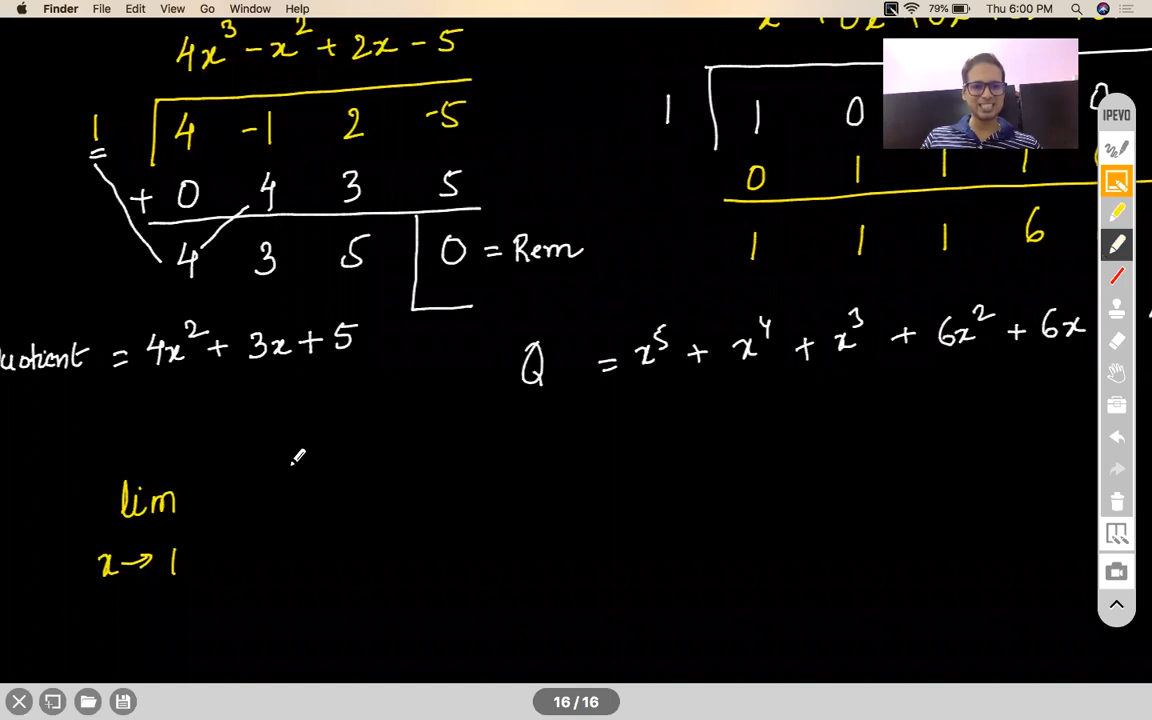 Finder File Edit View Go Window Help 79% Thu 6:00 PM
4x³ - x² + 2x - 5
1 4 -1 2 -5
+ 0 4 3 5
4 3 5 0 = Rem
uotient = 4x² + 3x + 5
1 1 0 0
0 1 1 1
1 1 1 6
Q = x⁵ + x⁴ + x³ + 6x² + 6x
lim
x → 1
IPEVO
16 / 16